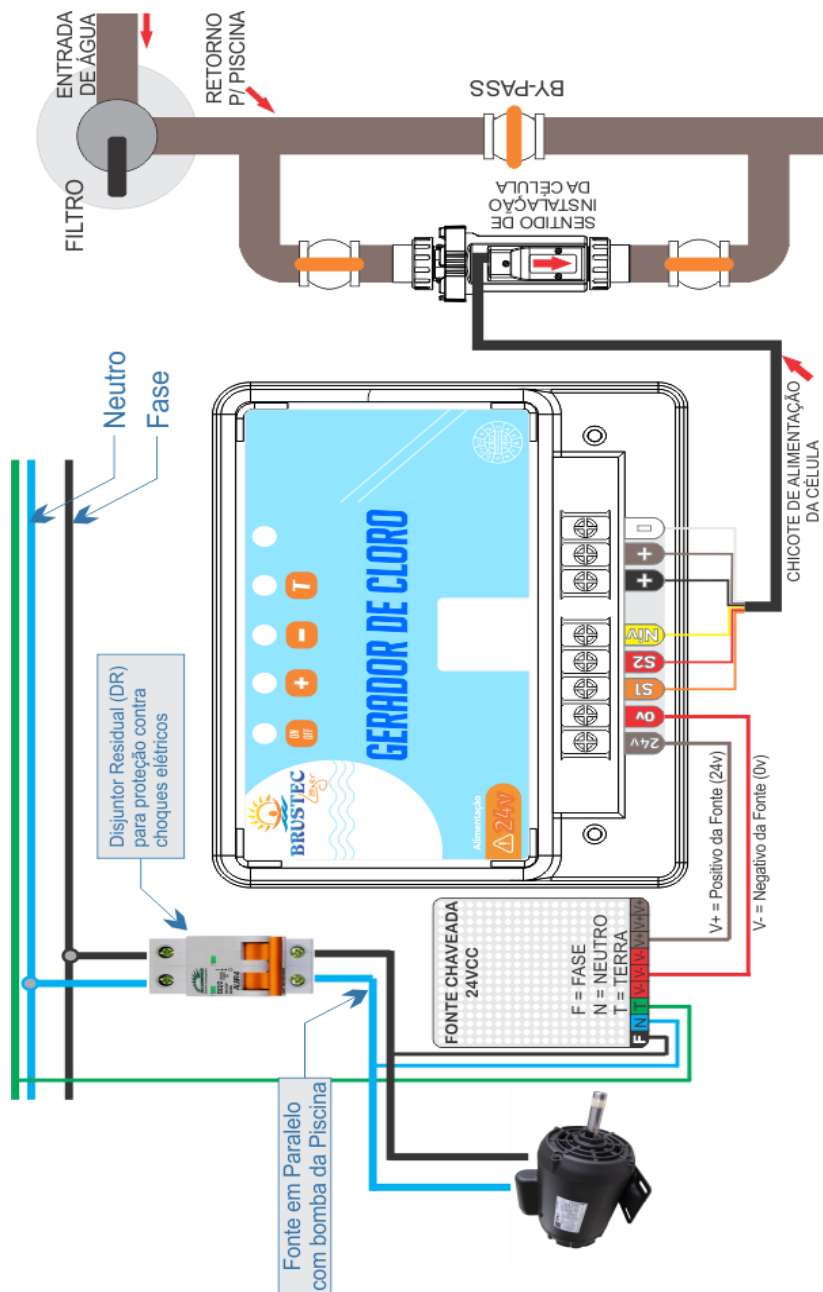 ENTRADA
DE ÁGUA
FILTRO
RETORNO
P/ PISCINA
BY-PASS
SENTIDO DE
INSTALAÇÃO
DA CÉLULA
Neutro
Fase
CHICOTE DE ALIMENTAÇÃO
DA CÉLULA
Disjuntor Residual (DR)
para proteção contra
choques elétricos
ON
OFF
+
-
T
GERADOR DE CLORO
BRUSTEC
Alimentação
24v
24v
0v
S1
S2
Niv
+
+
-
V+ = Positivo da Fonte (24v)
V- = Negativo da Fonte (0v)
FONTE CHAVEADA
24VCC
F = FASE
N = NEUTRO
T = TERRA
F N T V- V- V- V+ V+ V+
Fonte em Paralelo
com bomba da Piscina